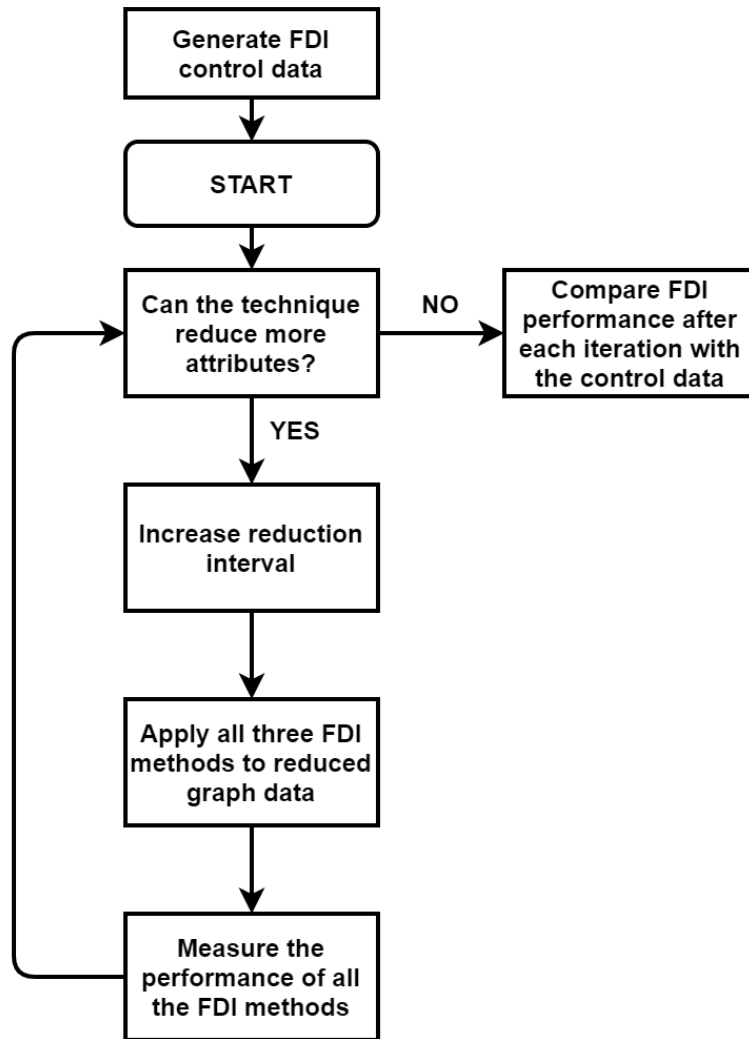 Generate FDI
control data
START
Can the technique
reduce more
attributes?
NO
Compare FDI
performance after
each iteration with
the control data
YES
Increase reduction
interval
Apply all three FDI
methods to reduced
graph data
Measure the
performance of all
the FDI methods